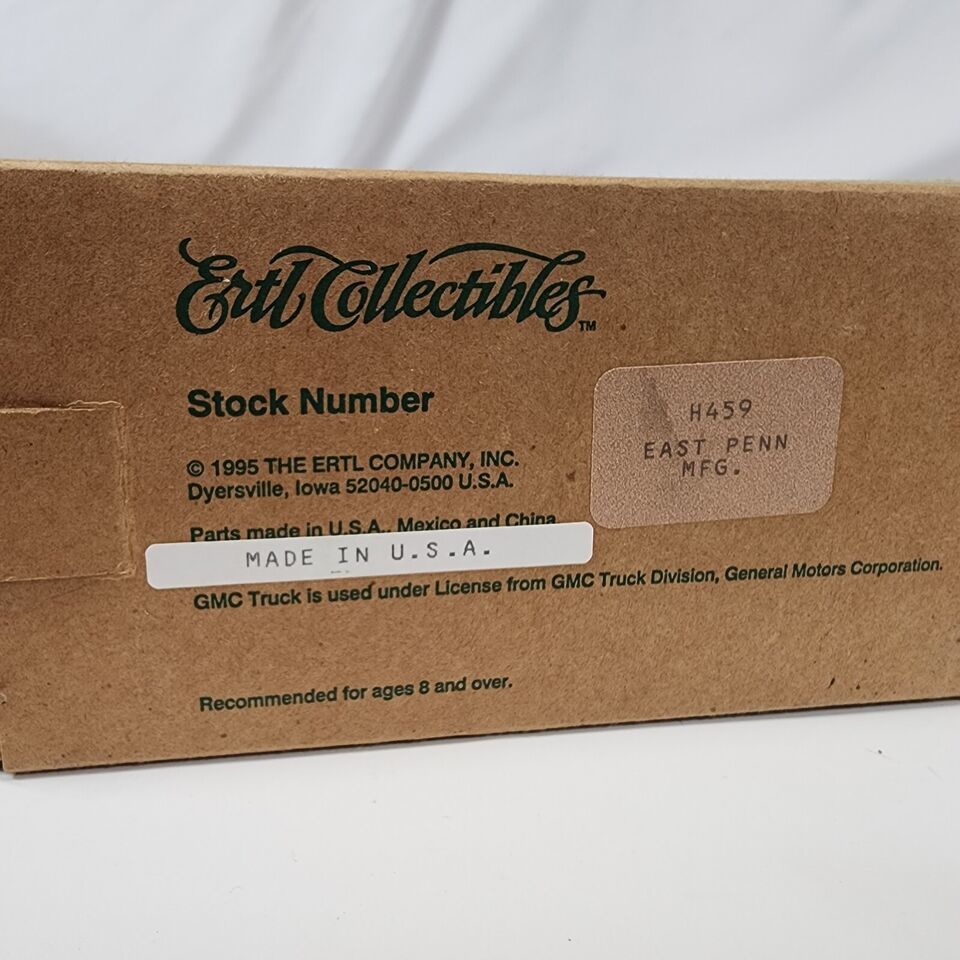 Ertl Collectibles™
Stock Number
H459
EAST PENN
MFG.
© 1995 THE ERTL COMPANY, INC.
Dyersville, Iowa 52040-0500 U.S.A.
Parts made in U.S.A., Mexico and China
MADE IN U.S.A.
GMC Truck is used under License from GMC Truck Division, General Motors Corporation.
Recommended for ages 8 and over.